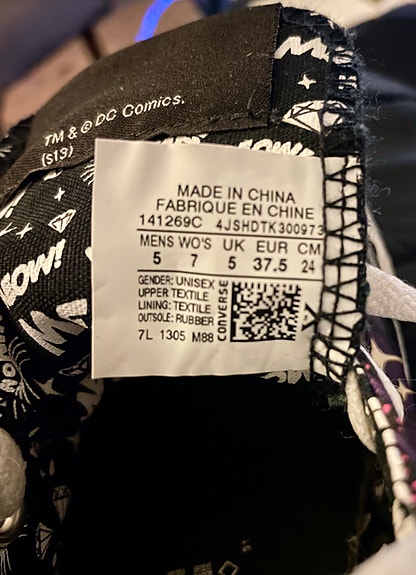 TM & © DC Comics.
(S13)
MADE IN CHINA
FABRIQUE EN CHINE
141269C 4JSHDTK300973
MENS WO'S UK EUR CM
5 7 5 37.5 24
GENDER: UNISEX
UPPER TEXTILE
LINING: TEXTILE
OUTSOLE: RUBBER
CONVERSE
7L 1305 M88
OW!